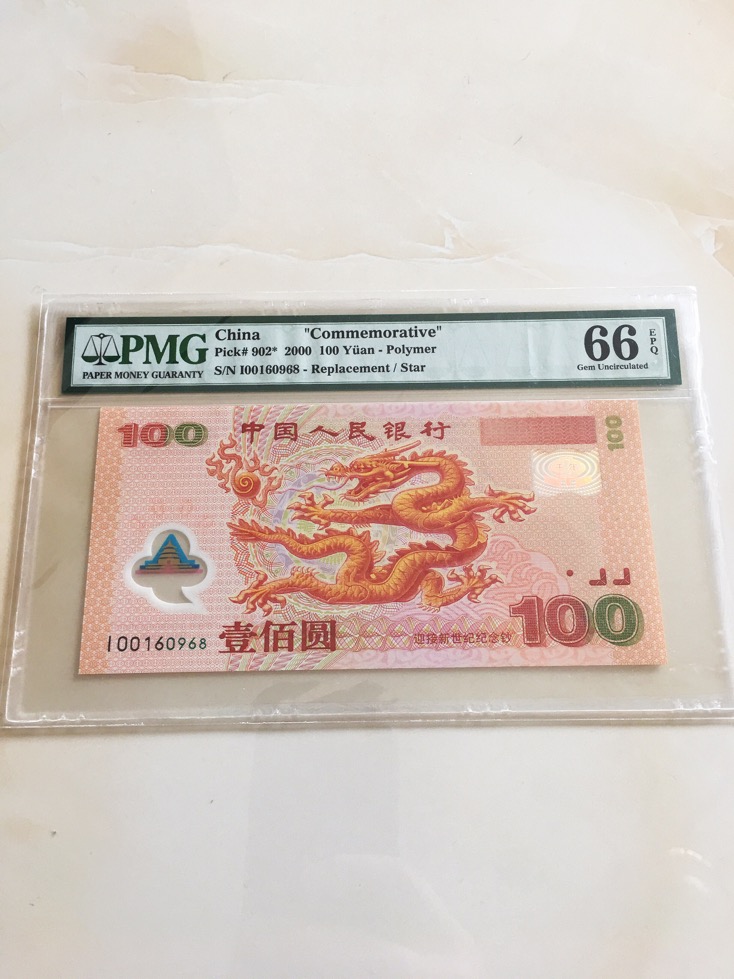 PMG
PAPER MONEY GUARANTY
China "Commemorative"
Pick# 902* 2000 100 Yüan - Polymer
S/N I00160968 - Replacement / Star
66
EPQ
Gem Uncirculated
100 中国人民银行
100
I00160968
壹佰圆
迎接新世纪纪念钞
100